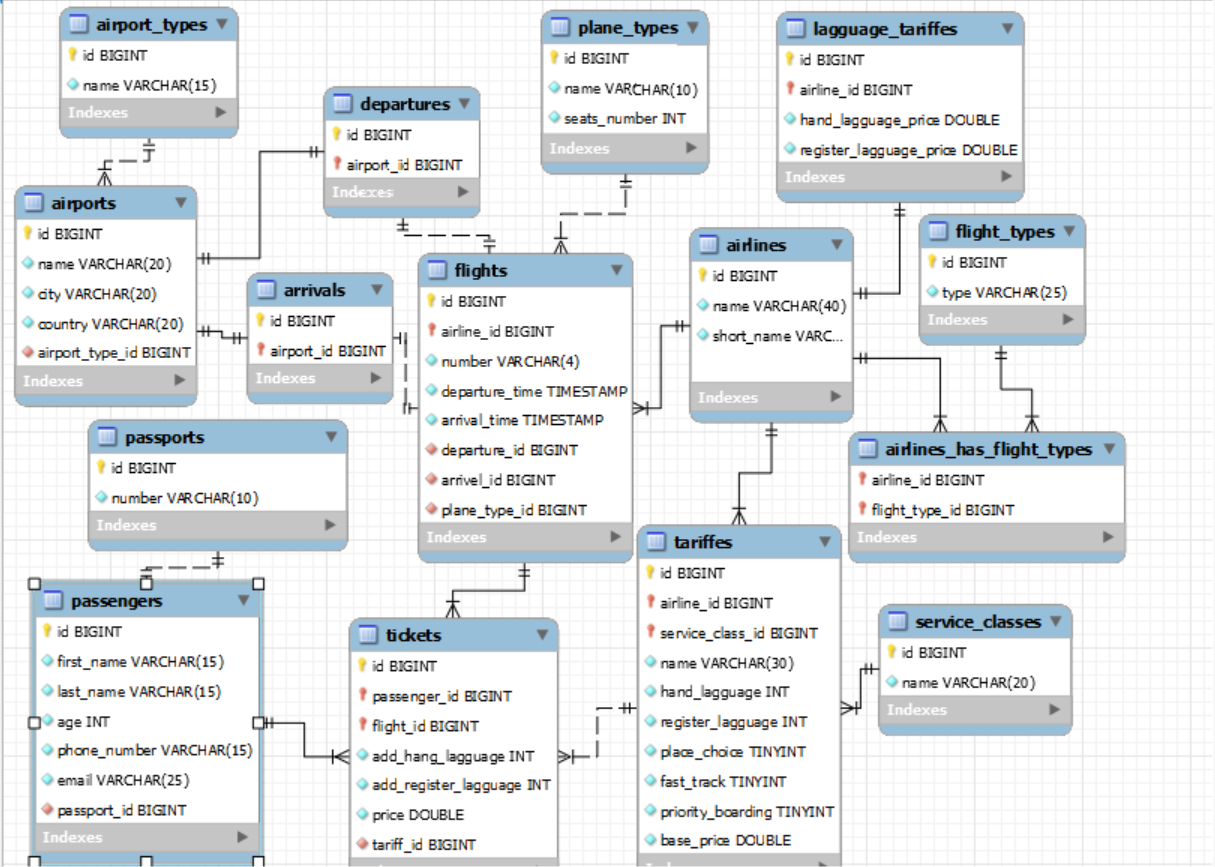 airport_types
id BIGINT
name VARCHAR(15)
Indexes
plane_types
id BIGINT
name VARCHAR(10)
seats_number INT
Indexes
lagguage_tariffes
id BIGINT
airline_id BIGINT
hand_lagguage_price DOUBLE
register_lagguage_price DOUBLE
Indexes
departures
id BIGINT
airport_id BIGINT
Indexes
airports
id BIGINT
name VARCHAR(20)
city VARCHAR(20)
country VARCHAR(20)
airport_type_id BIGINT
Indexes
arrivals
id BIGINT
airport_id BIGINT
Indexes
flights
id BIGINT
airline_id BIGINT
number VARCHAR(4)
departure_time TIMESTAMP
arrival_time TIMESTAMP
departure_id BIGINT
arrivel_id BIGINT
plane_type_id BIGINT
Indexes
airlines
id BIGINT
name VARCHAR(40)
short_name VARC...
Indexes
flight_types
id BIGINT
type VARCHAR(25)
Indexes
airlines_has_flight_types
airline_id BIGINT
flight_type_id BIGINT
Indexes
passports
id BIGINT
number VARCHAR(10)
Indexes
passengers
id BIGINT
first_name VARCHAR(15)
last_name VARCHAR(15)
age INT
phone_number VARCHAR(15)
email VARCHAR(25)
passport_id BIGINT
Indexes
tickets
id BIGINT
passenger_id BIGINT
flight_id BIGINT
add_hang_lagguage INT
add_register_lagguage INT
price DOUBLE
tariff_id BIGINT
tariffes
id BIGINT
airline_id BIGINT
service_class_id BIGINT
name VARCHAR(30)
hand_lagguage INT
register_lagguage INT
place_choice TINYINT
fast_track TINYINT
priority_boarding TINYINT
base_price DOUBLE
service_classes
id BIGINT
name VARCHAR(20)
Indexes